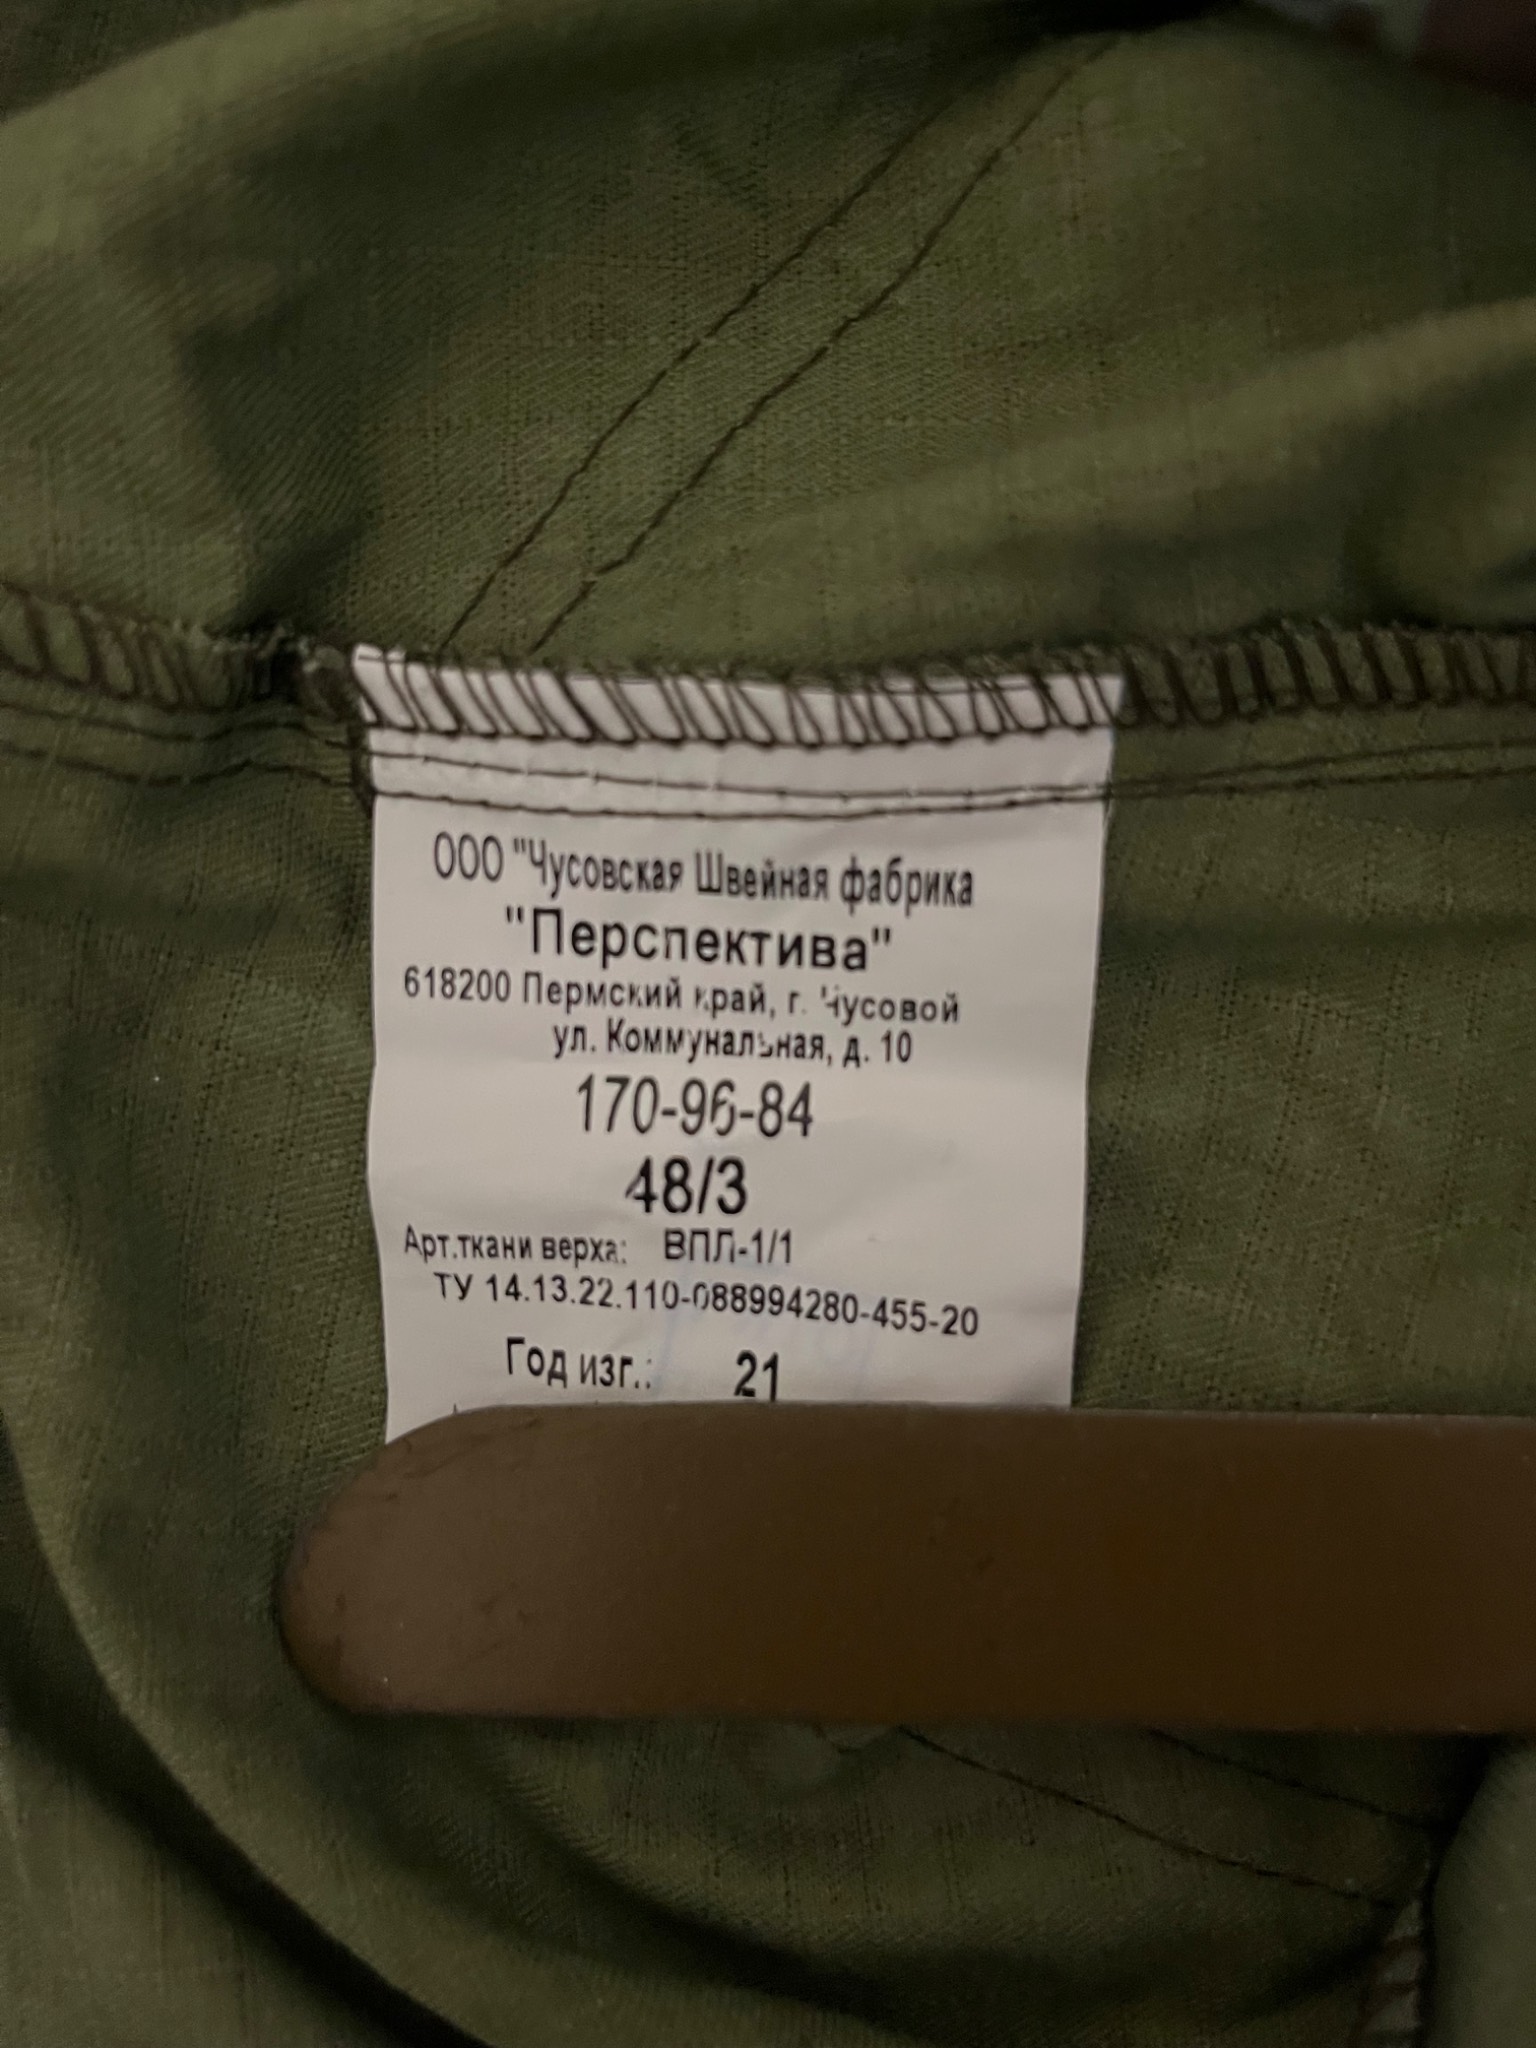 ООО "Чусовская Швейная фабрика
"Перспектива"
618200 Пермский край, г. Чусовой
ул. Коммунальная, д. 10
170-96-84
48/3
Арт.ткани верха: ВПЛ-1/1
ТУ 14.13.22.110-088994280-455-20
Год изг.: 21